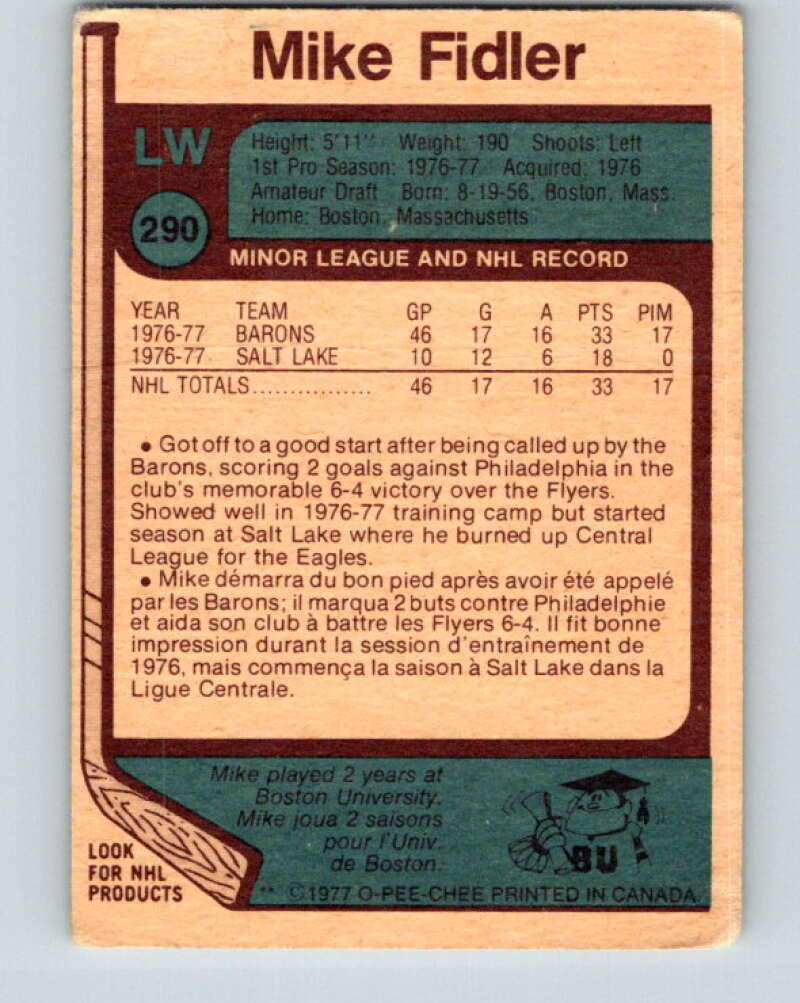 Mike Fidler
LW
290
Height: 5'11" Weight: 190 Shoots: Left
1st Pro Season: 1976-77 Acquired: 1976
Amateur Draft Born: 8-19-56, Boston, Mass.
Home: Boston, Massachusetts
MINOR LEAGUE AND NHL RECORD
YEAR TEAM GP G A PTS PIM
1976-77 BARONS 46 17 16 33 17
1976-77 SALT LAKE 10 12 6 18 0
NHL TOTALS................ 46 17 16 33 17
• Got off to a good start after being called up by the
Barons, scoring 2 goals against Philadelphia in the
club's memorable 6-4 victory over the Flyers.
Showed well in 1976-77 training camp but started
season at Salt Lake where he burned up Central
League for the Eagles.
• Mike démarra du bon pied après avoir été appelé
par les Barons; il marqua 2 buts contre Philadelphie
et aida son club à battre les Flyers 6-4. Il fit bonne
impression durant la session d'entraînement de
1976, mais commença la saison à Salt Lake dans la
Ligue Centrale.
Mike played 2 years at
Boston University.
Mike joua 2 saisons
pour l'Univ.
de Boston.
BU
LOOK
FOR NHL
PRODUCTS
** ©1977 O-PEE-CHEE PRINTED IN CANADA.